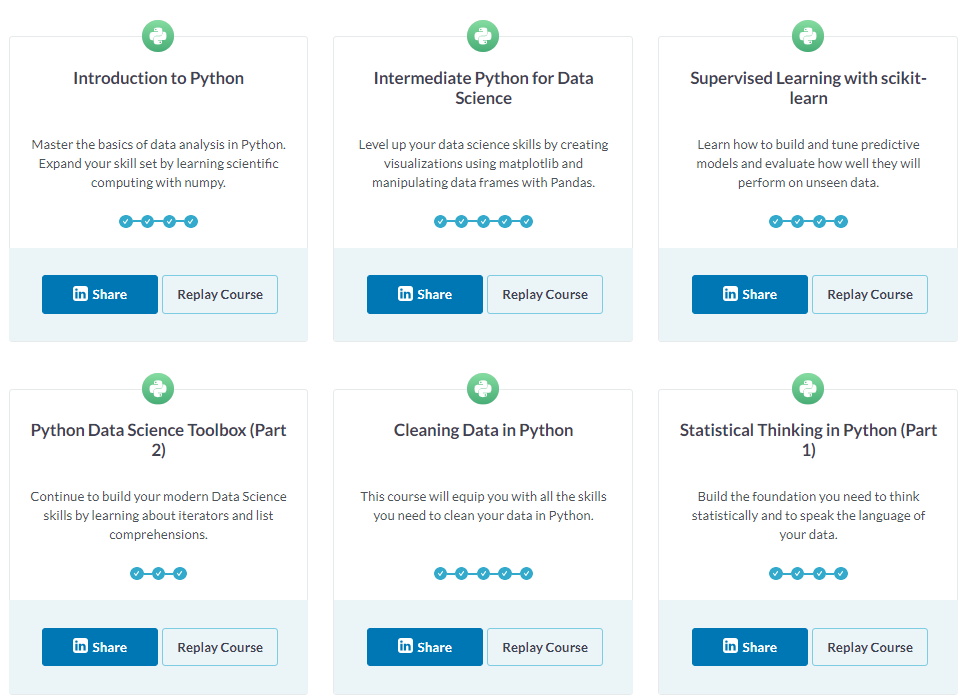 Introduction to Python
Master the basics of data analysis in Python.
Expand your skill set by learning scientific
computing with numpy.
in Share
Replay Course
Intermediate Python for Data
Science
Level up your data science skills by creating
visualizations using matplotlib and
manipulating data frames with Pandas.
in Share
Replay Course
Supervised Learning with scikit-
learn
Learn how to build and tune predictive
models and evaluate how well they will
perform on unseen data.
in Share
Replay Course
Python Data Science Toolbox (Part
2)
Continue to build your modern Data Science
skills by learning about iterators and list
comprehensions.
in Share
Replay Course
Cleaning Data in Python
This course will equip you with all the skills
you need to clean your data in Python.
in Share
Replay Course
Statistical Thinking in Python (Part
1)
Build the foundation you need to think
statistically and to speak the language of
your data.
in Share
Replay Course